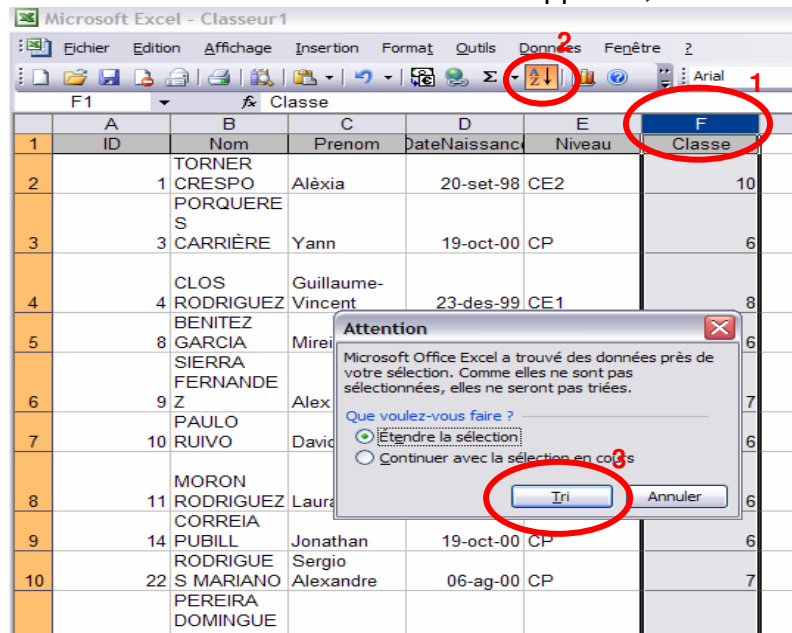 Microsoft Excel - Classeur1
Fichier Edition Affichage Insertion Format Outils Données Fenêtre ?
Arial
F1 fx Classe
A B C D E F
1 ID Nom Prenom DateNaissanc Niveau Classe
TORNER
2 1 CRESPO Alèxia 20-set-98 CE2 10
PORQUERE
S
3 3 CARRIÈRE Yann 19-oct-00 CP 6
CLOS Guillaume-
4 4 RODRIGUEZ Vincent 23-des-99 CE1 8
BENITEZ
5 8 GARCIA Mirei 6
SIERRA
FERNANDE
6 9 Z Alex 7
PAULO
7 10 RUIVO David 6
MORON
8 11 RODRIGUEZ Laura 6
CORREIA
9 14 PUBILL Jonathan 19-oct-00 CP 6
RODRIGUE Sergio
10 22 S MARIANO Alexandre 06-ag-00 CP 7
PEREIRA
DOMINGUE
Attention
Microsoft Office Excel a trouvé des données près de
votre sélection. Comme elles ne sont pas
sélectionnées, elles ne seront pas triées.
Que voulez-vous faire ?
Étendre la sélection
Continuer avec la sélection en cours
Tri Annuler
1
2
3